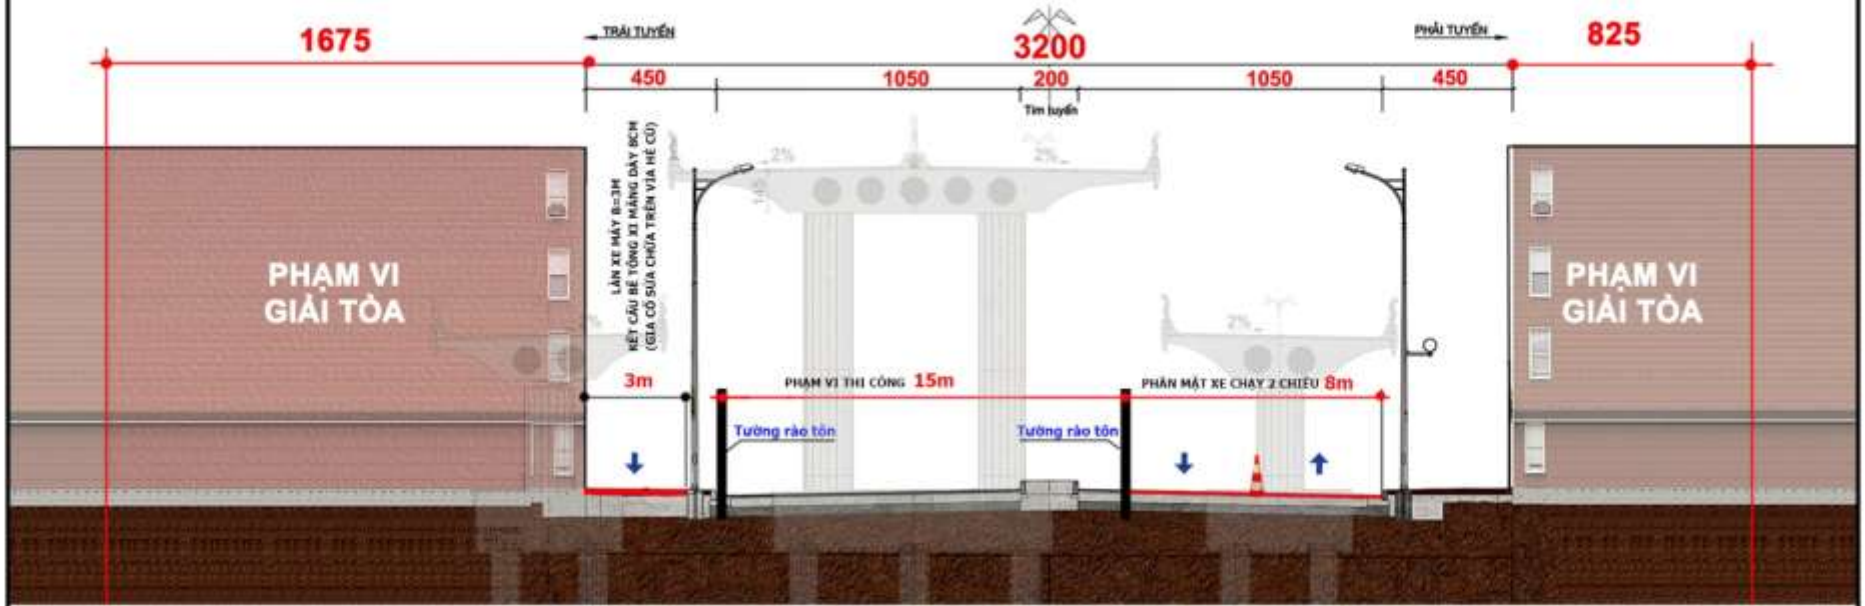 1675
TRÁI TUYẾN
3200
PHẢI TUYẾN
825
450
1050
200
1050
450
Tim tuyến
LÀN XE MÁY B=3M
KẾT CẤU BÊ TÔNG XI MĂNG DÀY 8CM
(GIA CỐ SỬA CHỮA TRÊN VỈA HÈ CŨ)
2%
2%
PHẠM VI
GIẢI TỎA
PHẠM VI
GIẢI TỎA
2%
2%
3m
PHẠM VI THI CÔNG 15m
PHẦN MẶT XE CHẠY 2 CHIỀU 8m
Tường rào tôn
Tường rào tôn